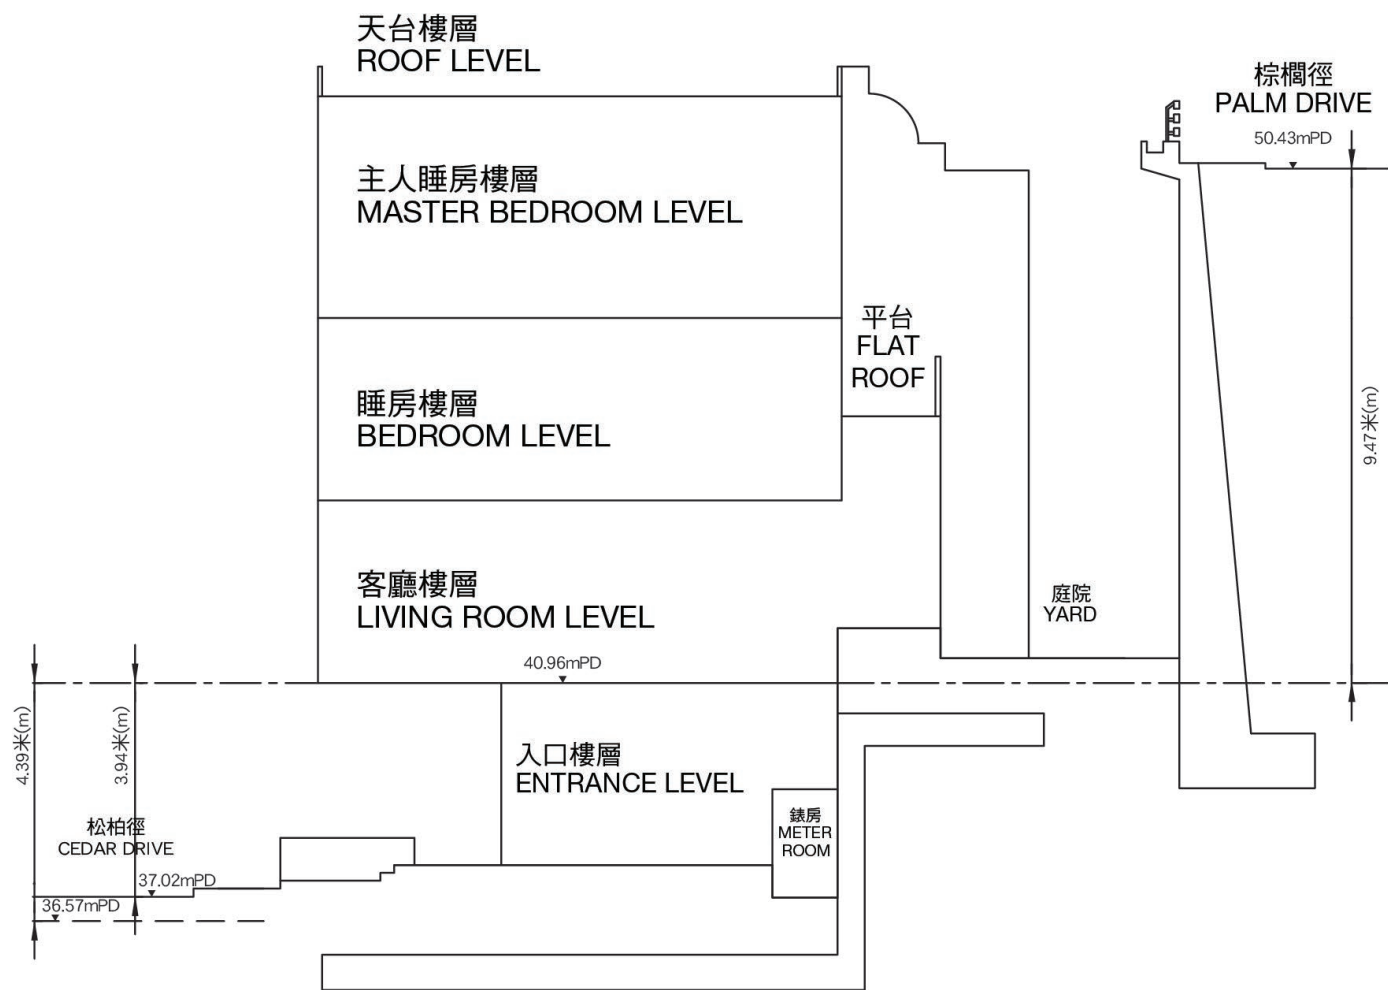 天台樓層
ROOF LEVEL
棕櫚徑
PALM DRIVE
50.43mPD
主人睡房樓層
MASTER BEDROOM LEVEL
平台
FLAT
ROOF
睡房樓層
BEDROOM LEVEL
9.47米(m)
客廳樓層
LIVING ROOM LEVEL
庭院
YARD
40.96mPD
4.39米(m)
3.94米(m)
入口樓層
ENTRANCE LEVEL
錶房
METER
ROOM
松柏徑
CEDAR DRIVE
37.02mPD
36.57mPD